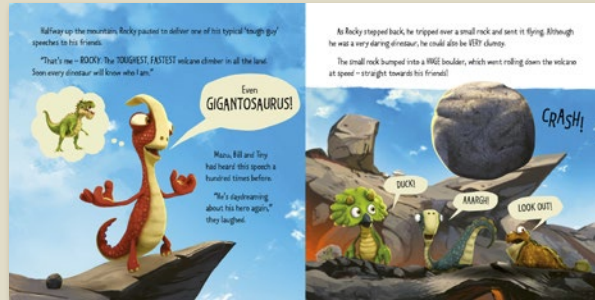 Halfway up the mountain, Rocky paused to deliver one of his typical 'tough guy'
speeches to his friends.
"That's me – ROCKY. The TOUGHEST, FASTEST volcano climber in all the land.
Soon every dinosaur will know who I am."
Even
GIGANTOSAURUS!
Mazu, Bill and Tiny
had heard this speech a
hundred times before.
"He's daydreaming
about his hero again,"
they laughed.
As Rocky stepped back, he tripped over a small rock and sent it flying. Although
he was a very daring dinosaur, he could also be VERY clumsy.
The small rock bumped into a HUGE boulder, which went rolling down the volcano
at speed – straight towards his friends!
CRASH!
DUCK!
AAARGH!
LOOK OUT!